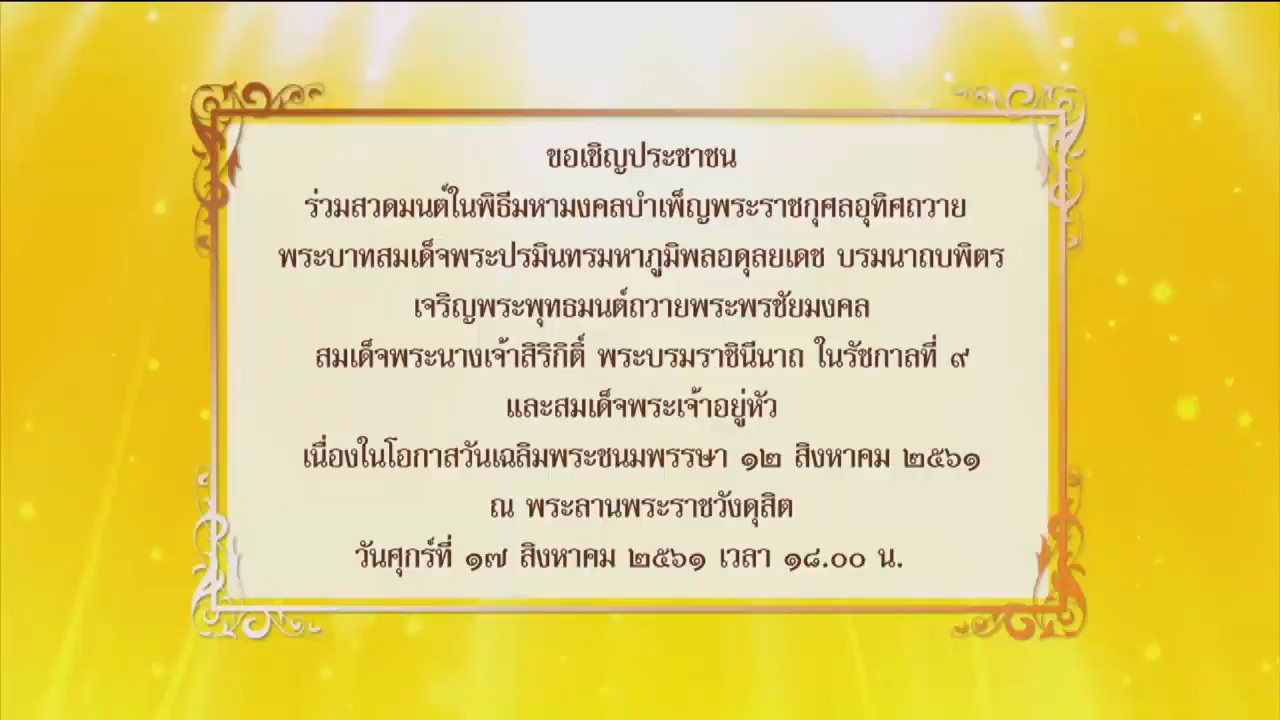 ขอเชิญประชาชน
ร่วมสวดมนต์ในพิธีมหามงคลบำเพ็ญพระราชกุศลอุทิศถวาย
พระบาทสมเด็จพระปรมินทรมหาภูมิพลอดุลยเดช บรมนาถบพิตร
เจริญพระพุทธมนต์ถวายพระพรชัยมงคล
สมเด็จพระนางเจ้าสิริกิติ์ พระบรมราชินีนาถ ในรัชกาลที่ ๙
และสมเด็จพระเจ้าอยู่หัว
เนื่องในโอกาสวันเฉลิมพระชนมพรรษา ๑๒ สิงหาคม ๒๕๖๑
ณ พระลานพระราชวังดุสิต
วันศุกร์ที่ ๑๗ สิงหาคม ๒๕๖๑ เวลา ๑๘.๐๐ น.